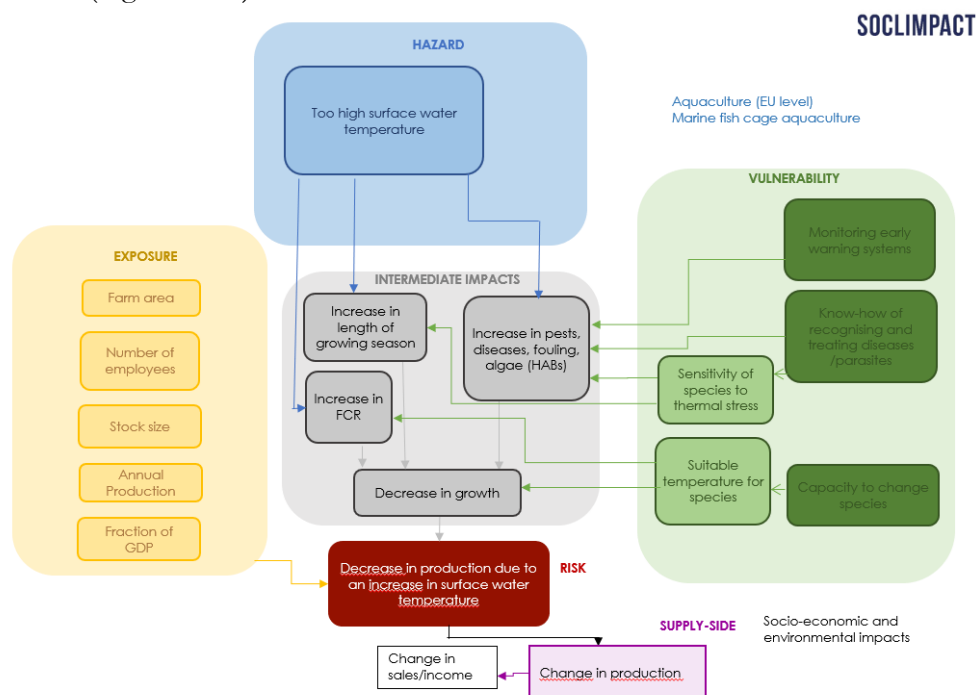 SOCLIMPACT
HAZARD
Too high surface water
temperature
Aquaculture (EU level)
Marine fish cage aquaculture
VULNERABILITY
Monitoring early
warning systems
Know-how of
recognising and
treating diseases
/parasites
Sensitivity of
species to
thermal stress
Suitable
temperature for
species
Capacity to change
species
EXPOSURE
Farm area
Number of
employees
Stock size
Annual
Production
Fraction of
GDP
INTERMEDIATE IMPACTS
Increase in
length of
growing season
Increase in pests,
diseases, fouling,
algae (HABs)
Increase in
FCR
Decrease in growth
Decrease in production due to
an increase in surface water
temperature
RISK
SUPPLY-SIDE
Socio-economic and
environmental impacts
Change in
sales/income
Change in production